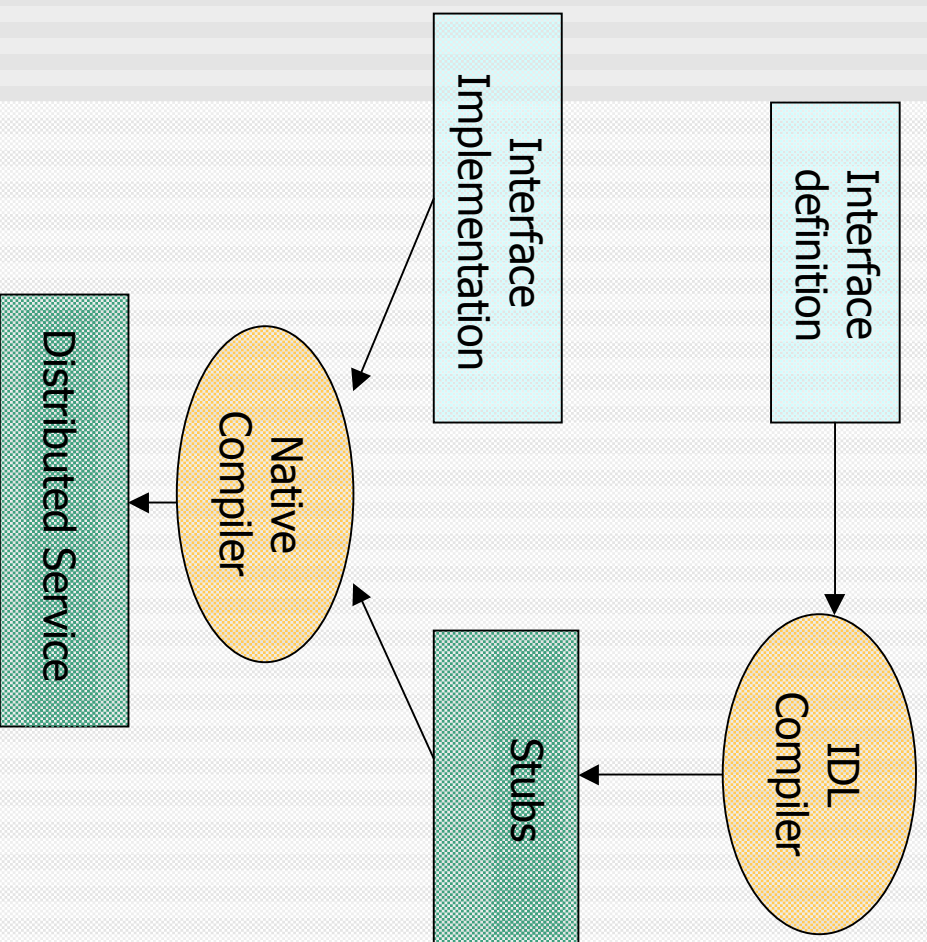 Interface
definition
IDL
Compiler
Interface
Implementation
Stubs
Native
Compiler
Distributed Service